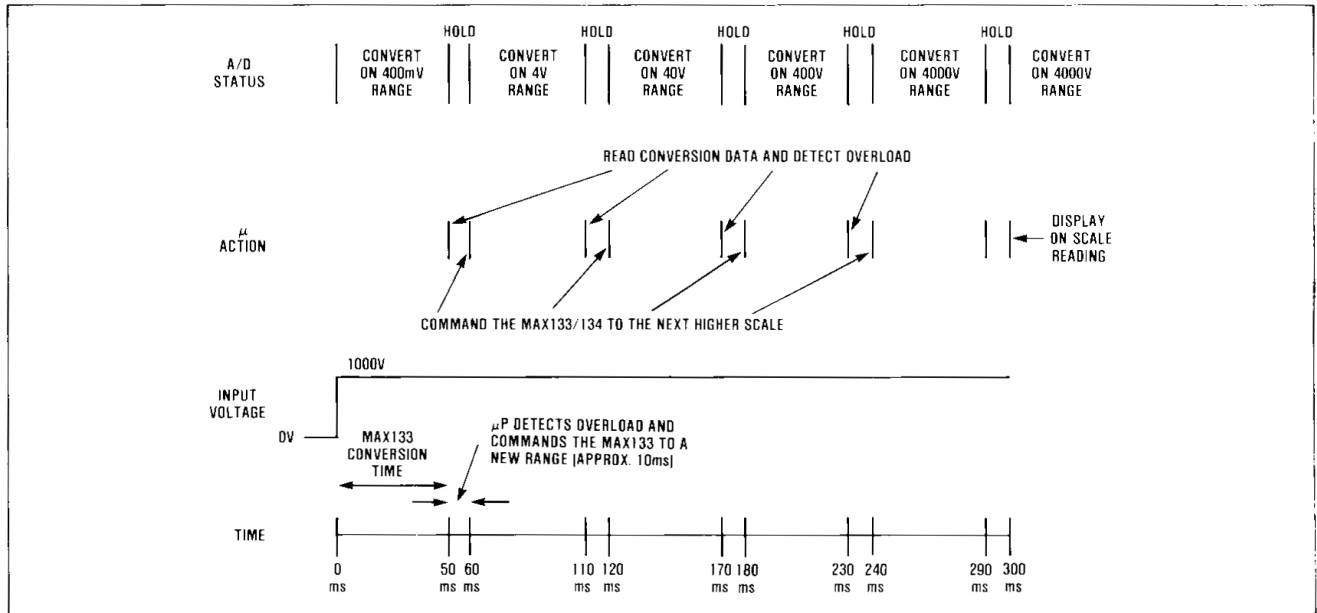 HOLD HOLD HOLD HOLD HOLD
A/D
STATUS
CONVERT
ON 400mV
RANGE
CONVERT
ON 4V
RANGE
CONVERT
ON 40V
RANGE
CONVERT
ON 400V
RANGE
CONVERT
ON 4000V
RANGE
CONVERT
ON 4000V
RANGE
READ CONVERSION DATA AND DETECT OVERLOAD
μ
ACTION
DISPLAY
ON SCALE
READING
COMMAND THE MAX133/134 TO THE NEXT HIGHER SCALE
1000V
INPUT
VOLTAGE
0V
MAX133
CONVERSION
TIME
μP DETECTS OVERLOAD AND
COMMANDS THE MAX133 TO A
NEW RANGE (APPROX. 10ms)
TIME
0 50 60 110 120 170 180 230 240 290 300
ms ms ms ms ms ms ms ms ms ms ms